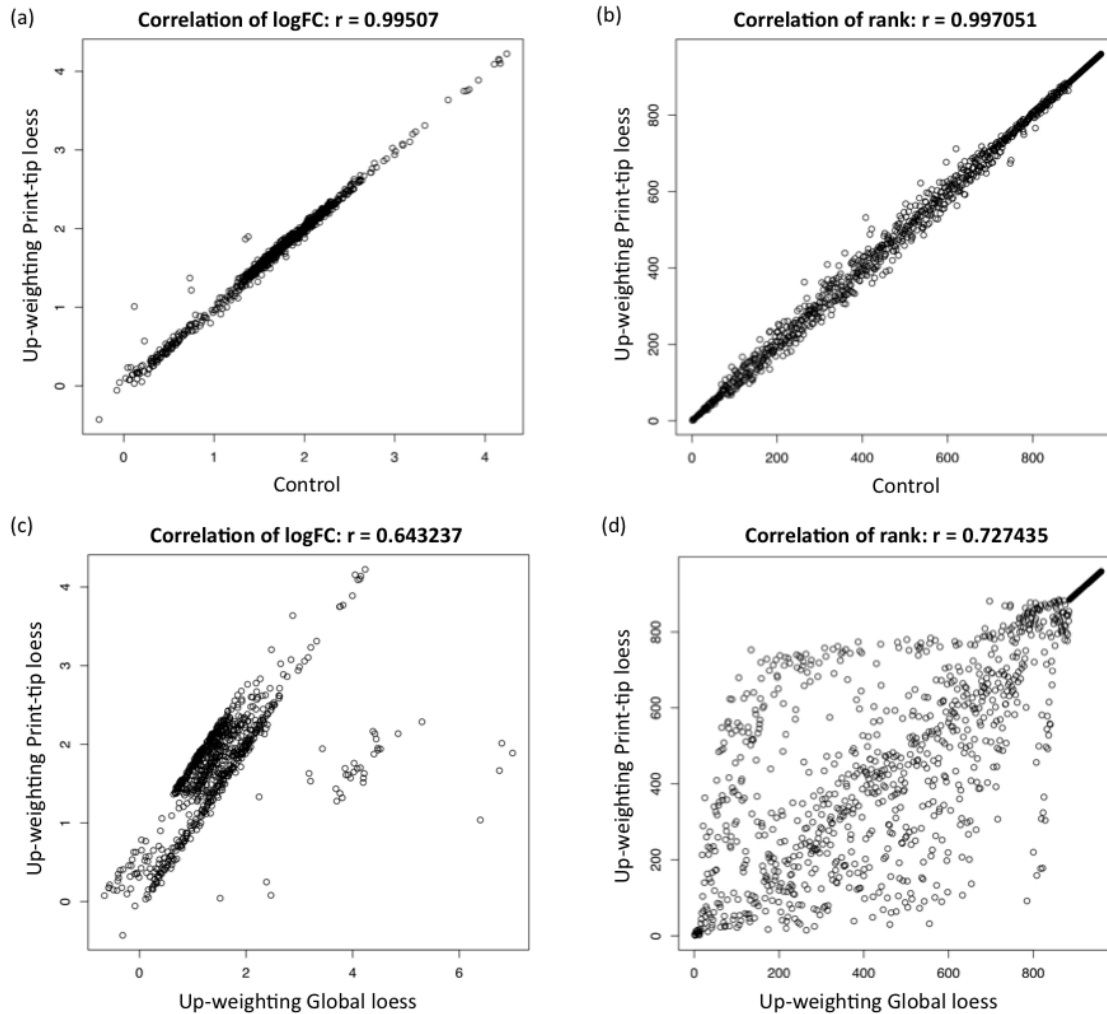 (a)
Correlation of logFC: r = 0.99507
Up-weighting Print-tip loess
4
3
2
1
0
0 1 2 3 4
Control
(b)
Correlation of rank: r = 0.997051
Up-weighting Print-tip loess
800
600
400
200
0
0 200 400 600 800
Control
(c)
Correlation of logFC: r = 0.643237
Up-weighting Print-tip loess
4
3
2
1
0
0 2 4 6
Up-weighting Global loess
(d)
Correlation of rank: r = 0.727435
Up-weighting Print-tip loess
800
600
400
200
0
0 200 400 600 800
Up-weighting Global loess